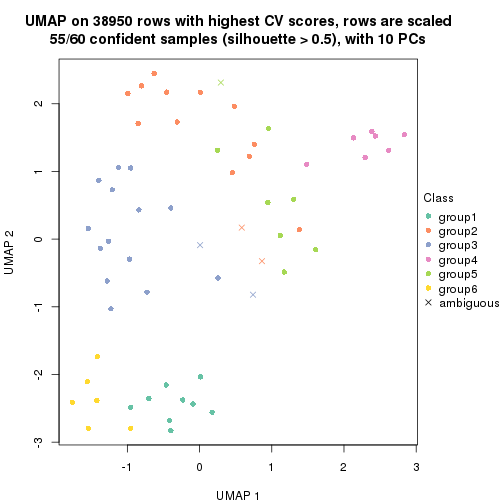 UMAP on 38950 rows with highest CV scores, rows are scaled
55/60 confident samples (silhouette > 0.5), with 10 PCs
2
1
0
-1
-2
-3
UMAP 2
-1
0
1
2
3
UMAP 1
Class
group1
group2
group3
group4
group5
group6
ambiguous